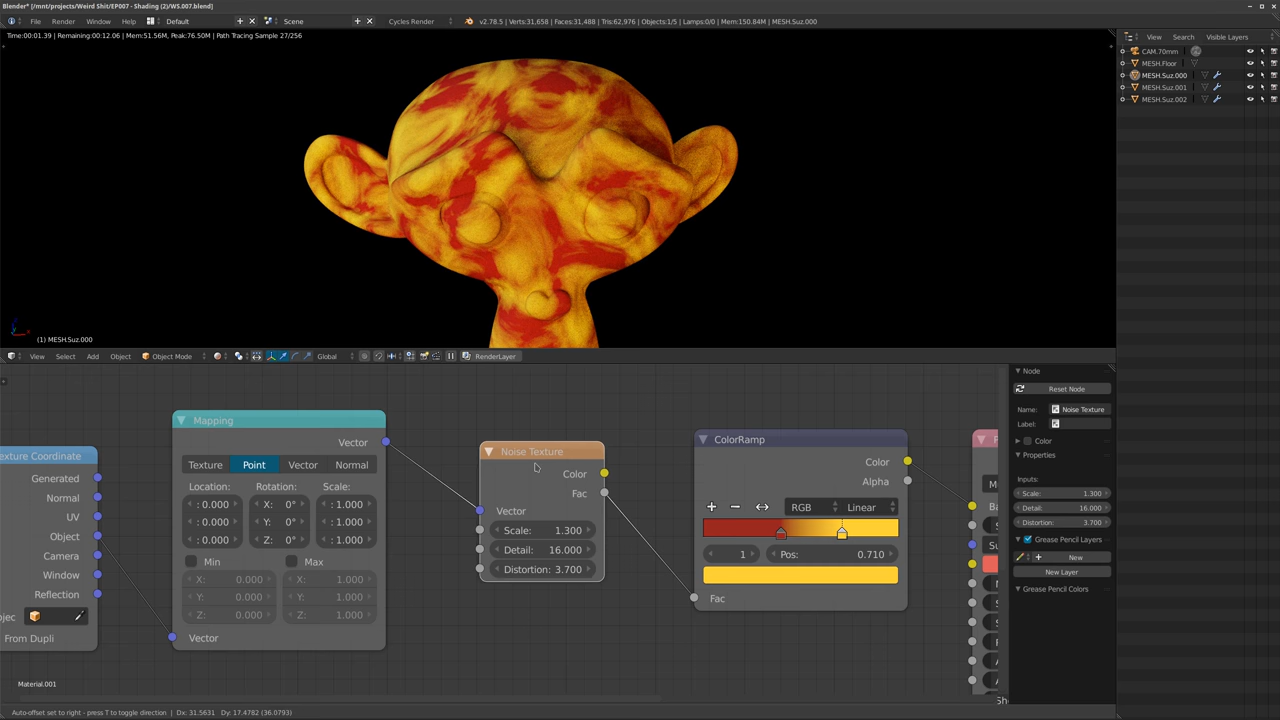 Blender* [/mnt/projects/Weird Shit/EP007 - Shading (2)/WS.007.blend]
File Render Window Help Default Scene Cycles Render v2.78.5 | Verts:31,658 | Faces:31,488 | Tris:62,976 | Objects:1/5 | Lamps:0/0 | Mem:150.84M | MESH.Suz.000
View Search Visible Layers
Time:00:01.39 | Remaining:00:12.06 | Mem:51.56M, Peak:76.50M | Path Tracing Sample 27/256
CAM.70mm
MESH.Floor
MESH.Suz.000
MESH.Suz.001
MESH.Suz.002
(1) MESH.Suz.000
View Select Add Object Object Mode Global RenderLayer
exture Coordinate
Generated
Normal
UV
Object
Camera
Window
Reflection
ojec
From Dupli
Mapping
Vector
Texture Point Vector Normal
Location: Rotation: Scale:
: 0.000 X: 0° : 1.000
: 0.000 Y: 0° : 1.000
: 0.000 Z: 0° : 1.000
Min Max
X: 0.000 X: 1.000
Y: 0.000 Y: 1.000
Z: 0.000 Z: 1.000
Vector
Noise Texture
Color
Fac
Vector
Scale: 1.300
Detail: 16.000
Distortion: 3.700
ColorRamp
Color
Alpha
RGB Linear
1 Pos: 0.710
Fac
P
M
Ba
S
Su
S
M
S
S
R
A
A
Sh
Node
Reset Node
Name: Noise Texture
Label:
Color
Properties
Inputs:
Scale: 1.300
Detail: 16.000
Distortion: 3.700
Grease Pencil Layers
New
New Layer
Grease Pencil Colors
Material.001
Auto-offset set to right - press T to toggle direction | Dx: 31.5631 Dy: 17.4782 (36.0793)